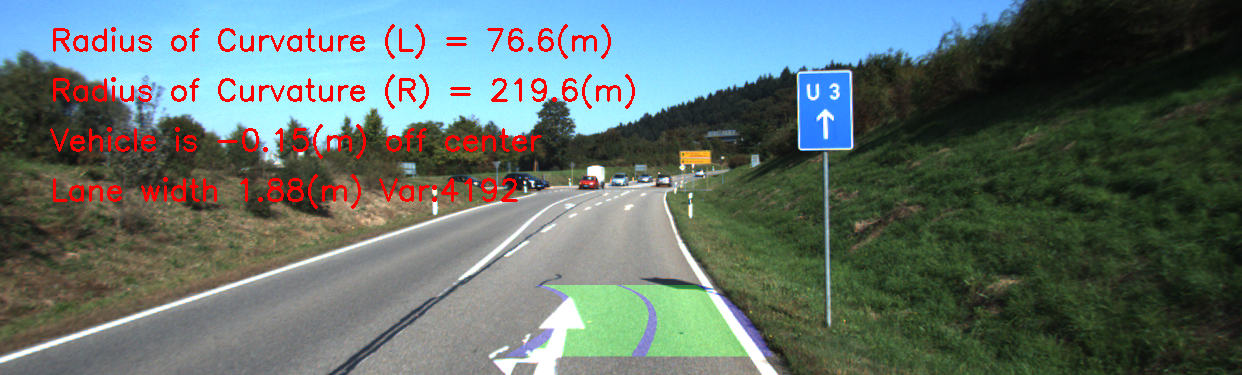 Radius of Curvature (L) = 76.6(m)
Radius of Curvature (R) = 219.6(m)
Vehicle is -0.15(m) off center
Lane width 1.88(m) Var:4192
U 3